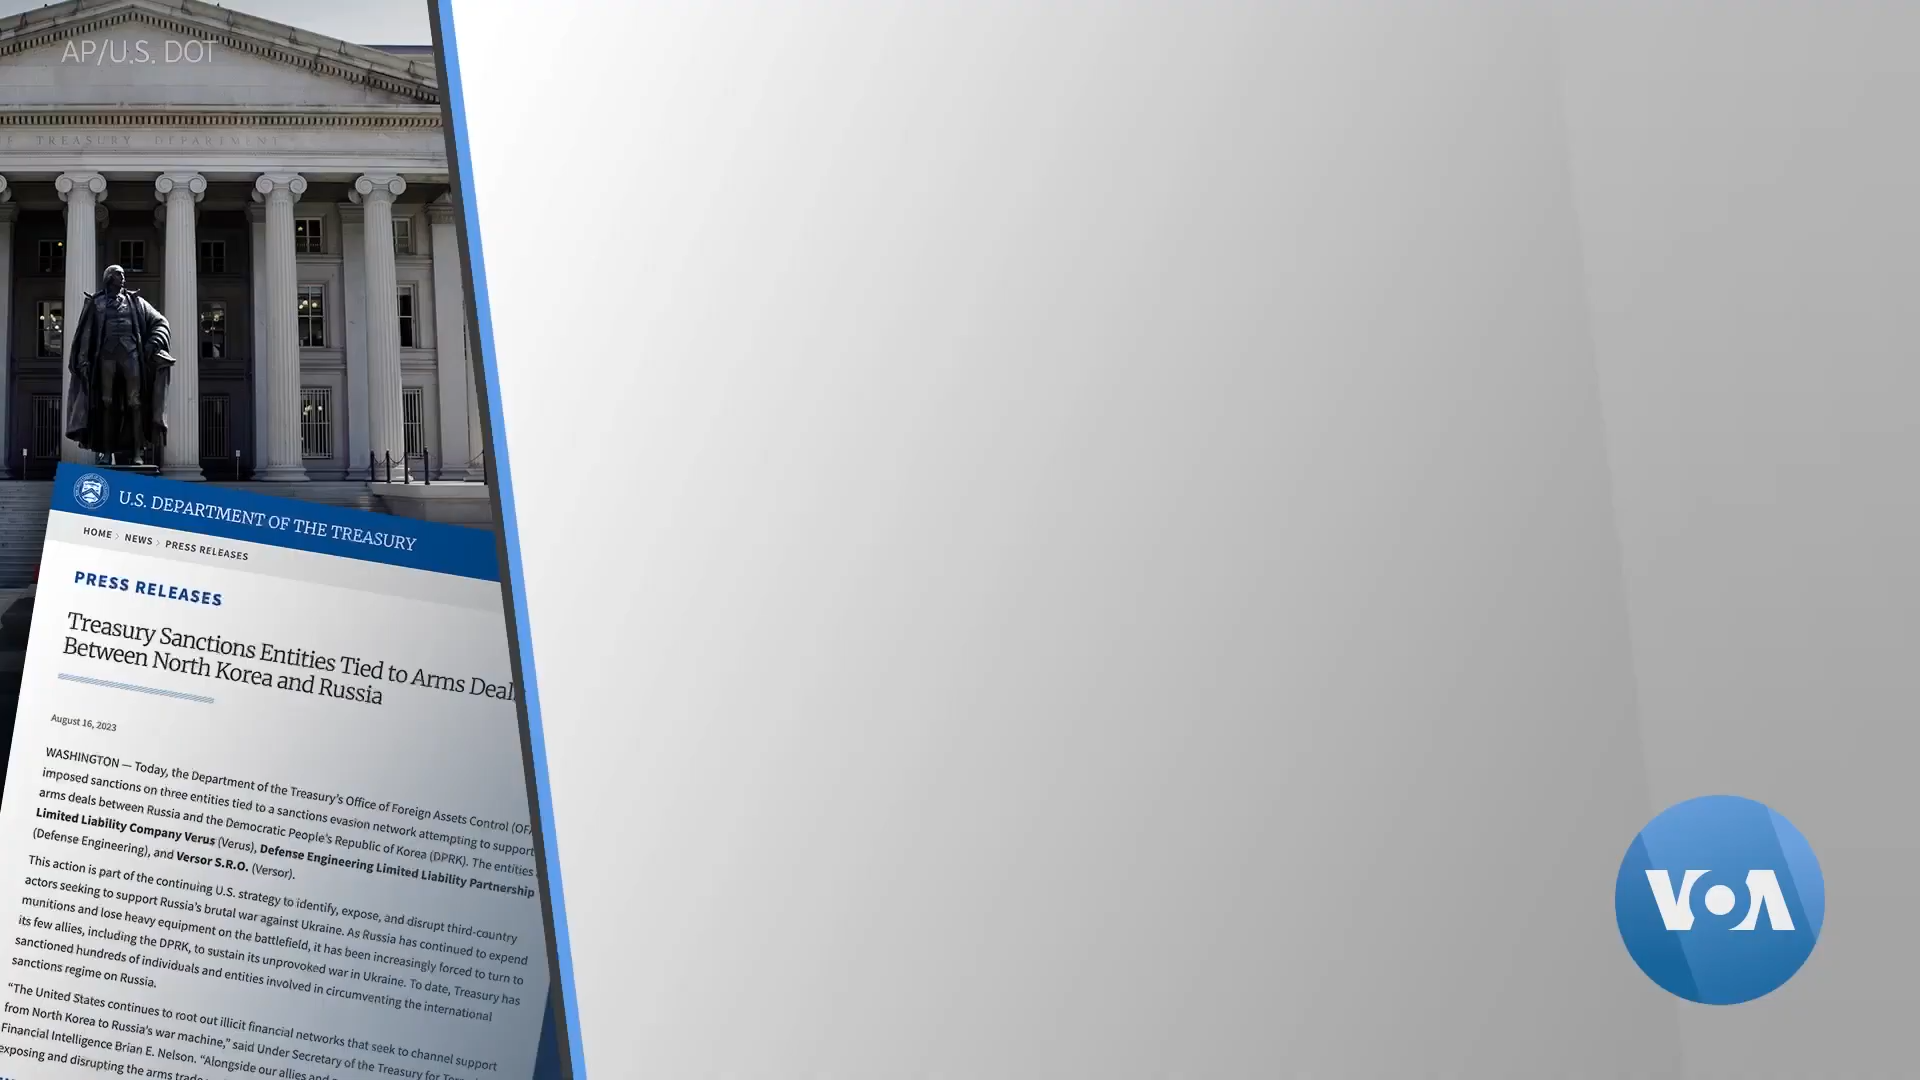 AP/U.S. DOT
TREASURY DEPARTMENT
U.S. DEPARTMENT OF THE TREASURY
HOME > NEWS > PRESS RELEASES
PRESS RELEASES
Treasury Sanctions Entities Tied to Arms Deals
Between North Korea and Russia
August 16, 2023
WASHINGTON — Today, the Department of the Treasury's Office of Foreign Assets Control (OFA
imposed sanctions on three entities tied to a sanctions evasion network attempting to support
arms deals between Russia and the Democratic People's Republic of Korea (DPRK). The entities
Limited Liability Company Verus (Verus), Defense Engineering Limited Liability Partnership
(Defense Engineering), and Versor S.R.O. (Versor).
This action is part of the continuing U.S. strategy to identify, expose, and disrupt third-country
actors seeking to support Russia's brutal war against Ukraine. As Russia has continued to expend
munitions and lose heavy equipment on the battlefield, it has been increasingly forced to turn to
its few allies, including the DPRK, to sustain its unprovoked war in Ukraine. To date, Treasury has
sanctioned hundreds of individuals and entities involved in circumventing the international
sanctions regime on Russia.
“The United States continues to root out illicit financial networks that seek to channel support
from North Korea to Russia's war machine,” said Under Secretary of the Treasury for
Financial Intelligence Brian E. Nelson. “Alongside our allies and
exposing and disrupting the arms
VOA